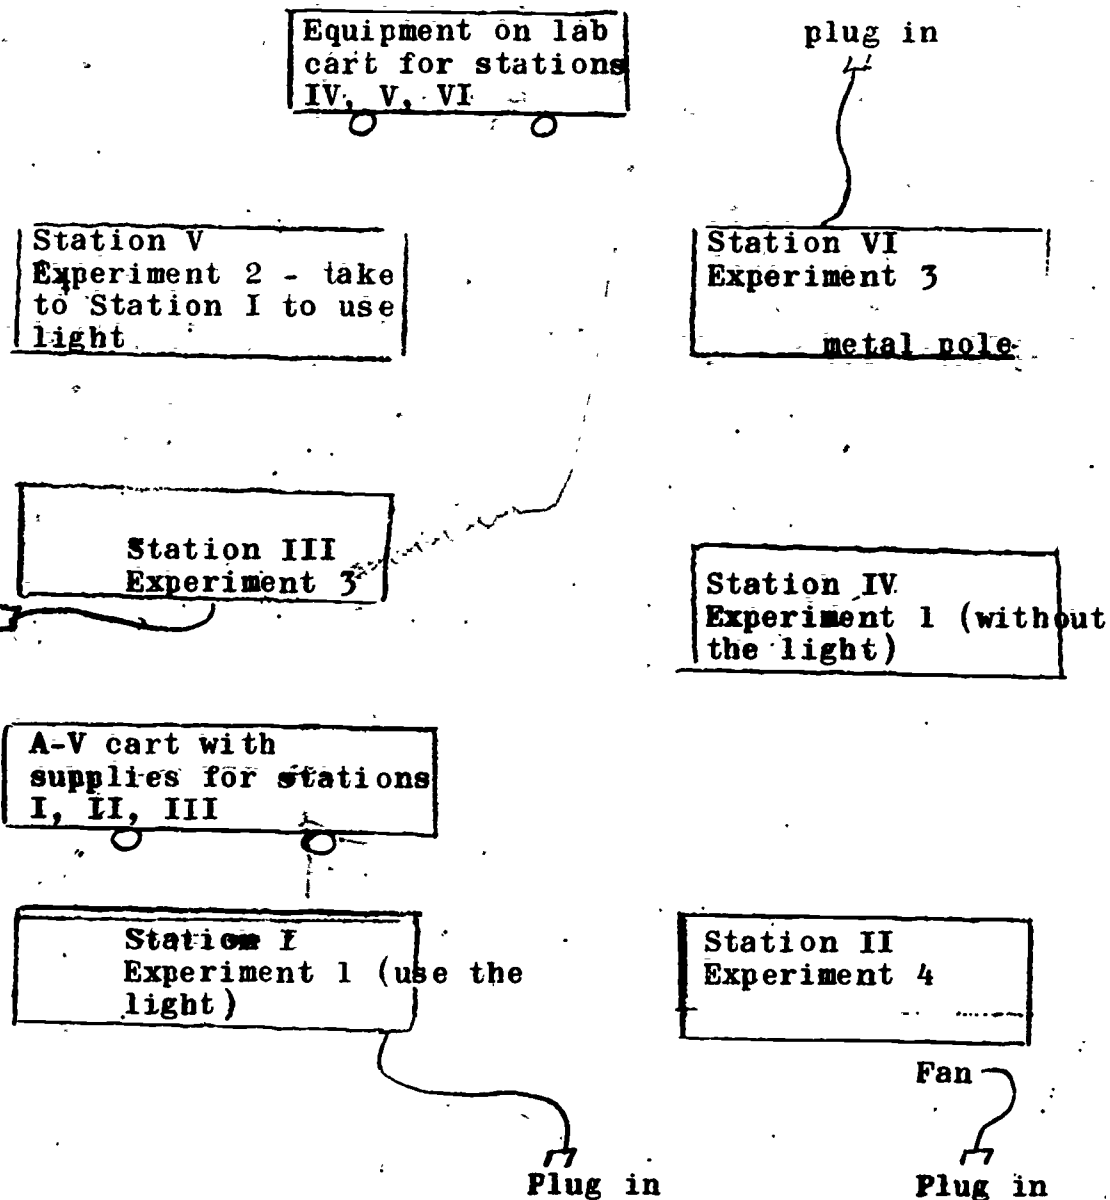 Equipment on lab
cart for stations
IV, V, VI
plug in
Station V
Experiment 2 - take
to Station I to use
light
Station VI
Experiment 3
metal pole
Station III
Experiment 3
Station IV
Experiment 1 (without
the light)
A-V cart with
supplies for stations
I, II, III
Station I
Experiment 1 (use the
light)
Station II
Experiment 4
Fan
Plug in
Plug in